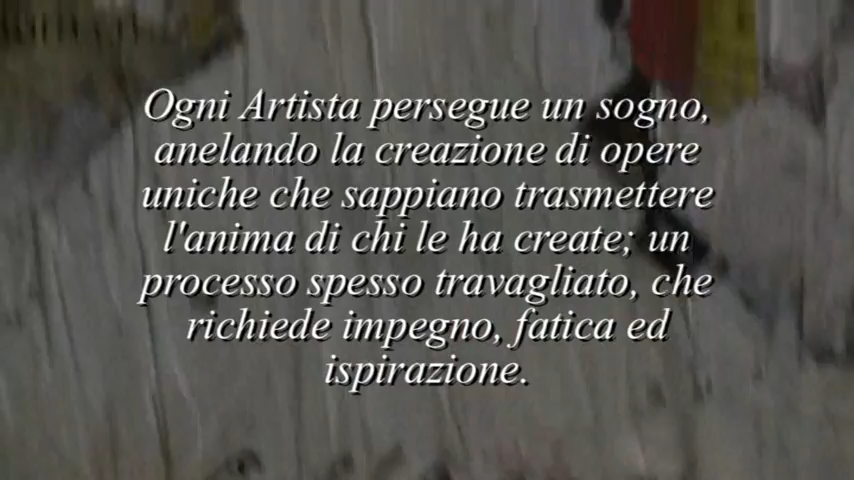 Ogni Artista persegue un sogno,
anelando la creazione di opere
uniche che sappiano trasmettere
l'anima di chi le ha create; un
processo spesso travagliato, che
richiede impegno, fatica ed
ispirazione.